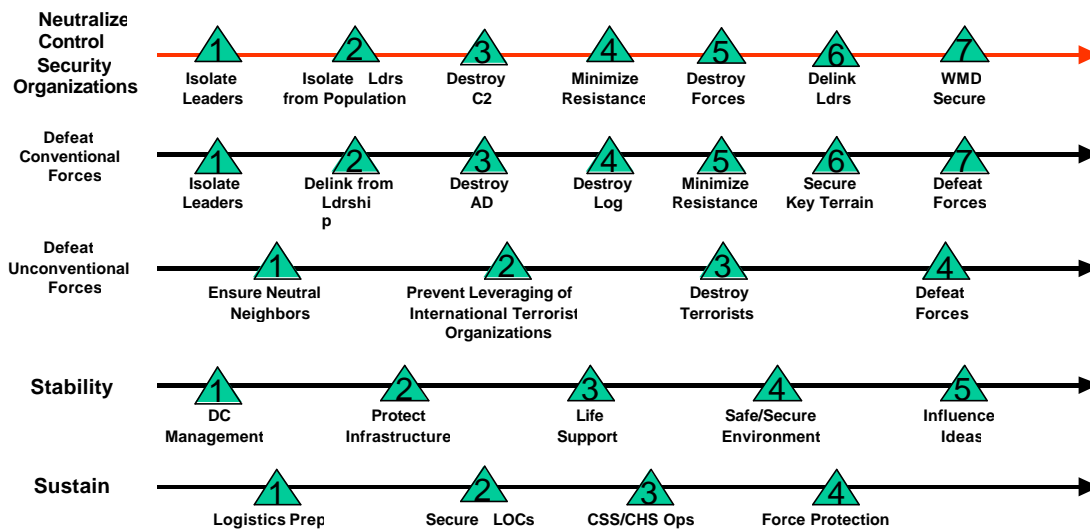 Neutralize
Control
Security
Organizations
1 2 3 4 5 6 7
Isolate Leaders
Isolate Ldrs from Population
Destroy C2
Minimize Resistance
Destroy Forces
Delink Ldrs
WMD Secure
Defeat
Conventional
Forces
1 2 3 4 5 6 7
Isolate Leaders
Delink from Ldrshi p
Destroy AD
Destroy Log
Minimize Resistance
Secure Key Terrain
Defeat Forces
Defeat
Unconventional
Forces
1 2 3 4
Ensure Neutral Neighbors
Prevent Leveraging of International Terrorist Organizations
Destroy Terrorists
Defeat Forces
Stability
1 2 3 4 5
DC Management
Protect Infrastructure
Life Support
Safe/Secure Environment
Influence Ideas
Sustain
1 2 3 4
Logistics Prep
Secure LOCs
CSS/CHS Ops
Force Protection